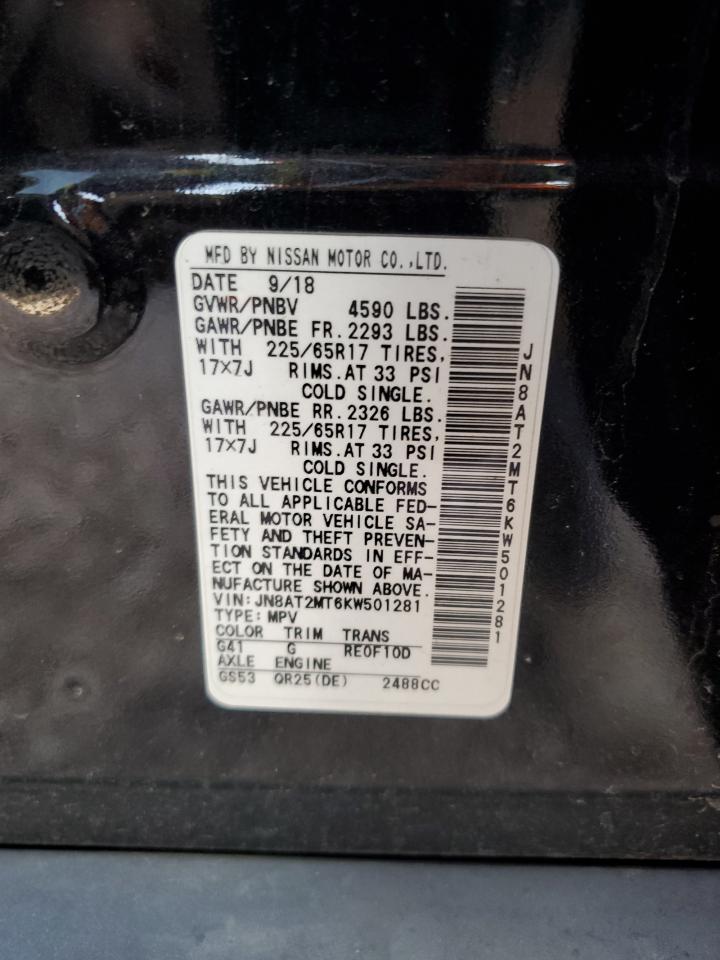 MFD BY NISSAN MOTOR CO.,LTD.
DATE 9/18
GVWR/PNBV 4590 LBS.
GAWR/PNBE FR. 2293 LBS.
WITH 225/65R17 TIRES,
17×7J RIMS.AT 33 PSI
COLD SINGLE.
GAWR/PNBE RR. 2326 LBS.
WITH 225/65R17 TIRES,
17×7J RIMS.AT 33 PSI
COLD SINGLE.
THIS VEHICLE CONFORMS
TO ALL APPLICABLE FED-
ERAL MOTOR VEHICLE SA-
FETY AND THEFT PREVEN-
TION STANDARDS IN EFF-
ECT ON THE DATE OF MA-
NUFACTURE SHOWN ABOVE.
VIN:JN8AT2MT6KW501281
TYPE:MPV
COLOR TRIM TRANS
G41 G RE0F10D
AXLE ENGINE
GS53 QR25(DE) 2488CC
JN8AT2MT6KW501281